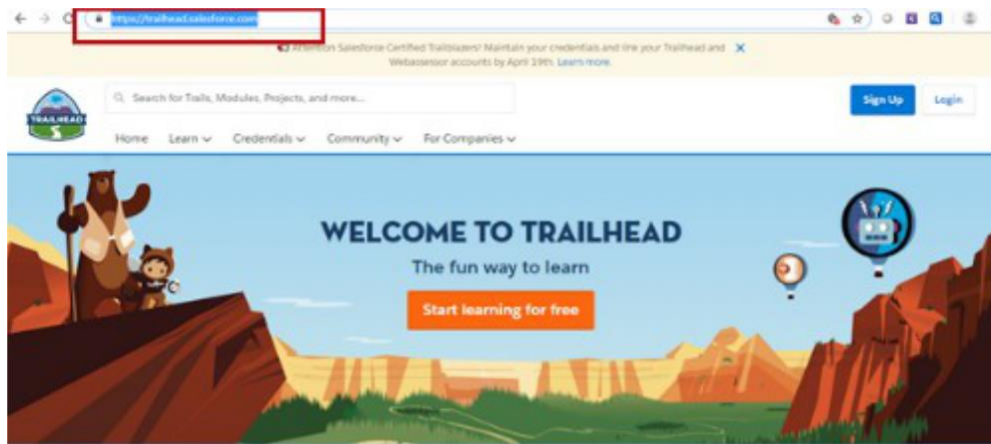 https://trailhead.salesforce.com
Attention Salesforce Certified Trailblazers! Maintain your credentials and link your Trailhead and
Webassessor accounts by April 19th. Learn more.
Search for Trails, Modules, Projects, and more...
Sign Up
Login
TRAILHEAD
Home Learn Credentials Community For Companies
WELCOME TO TRAILHEAD
The fun way to learn
Start learning for free